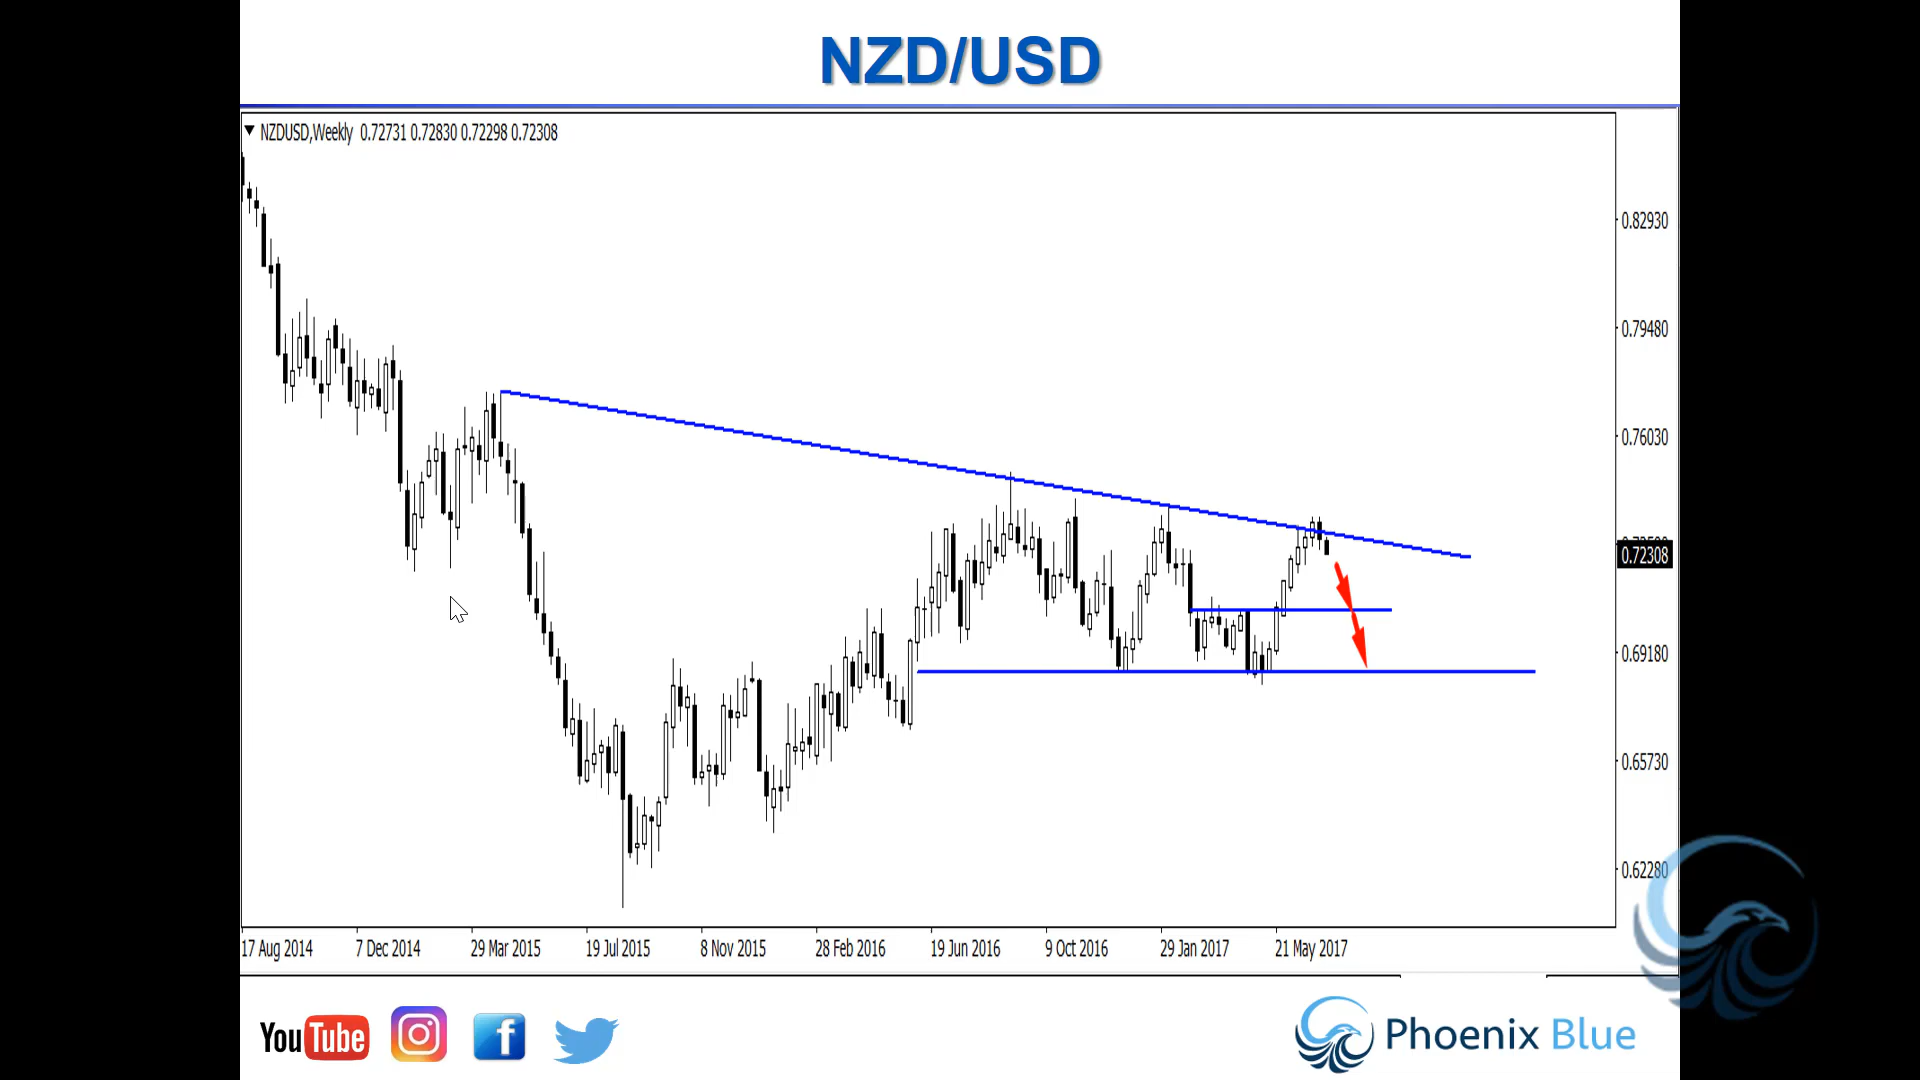 NZD/USD
NZDUSD,Weekly 0.72731 0.72830 0.72298 0.72308
0.82930
0.79480
0.76030
0.72308
0.69180
0.65730
0.62280
17 Aug 2014 7 Dec 2014 29 Mar 2015 19 Jul 2015 8 Nov 2015 28 Feb 2016 19 Jun 2016 9 Oct 2016 29 Jan 2017 21 May 2017
YouTube f Phoenix Blue